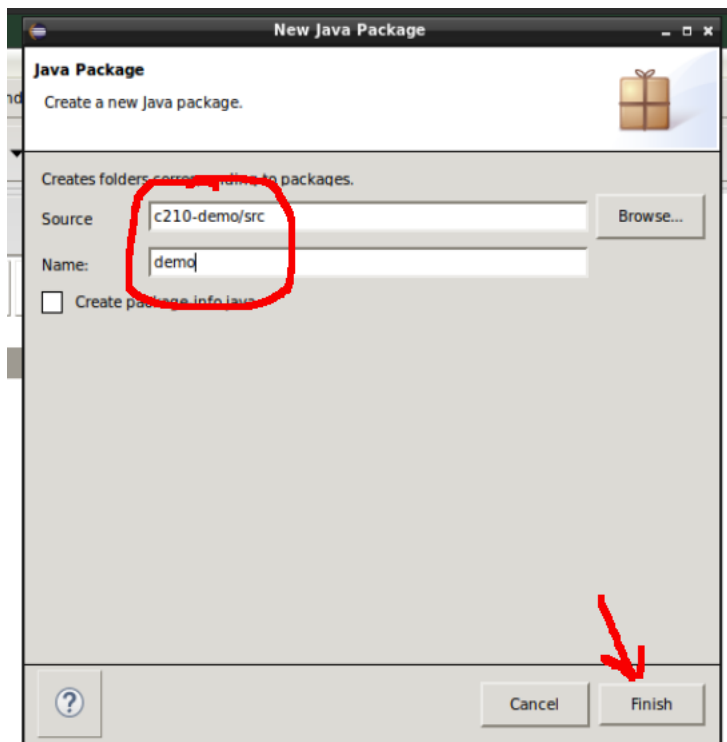 New Java Package
Java Package
Create a new Java package.
Creates folders corresponding to packages.
Source c210-demo/src Browse...
Name: demo
Create package-info.java
? Cancel Finish